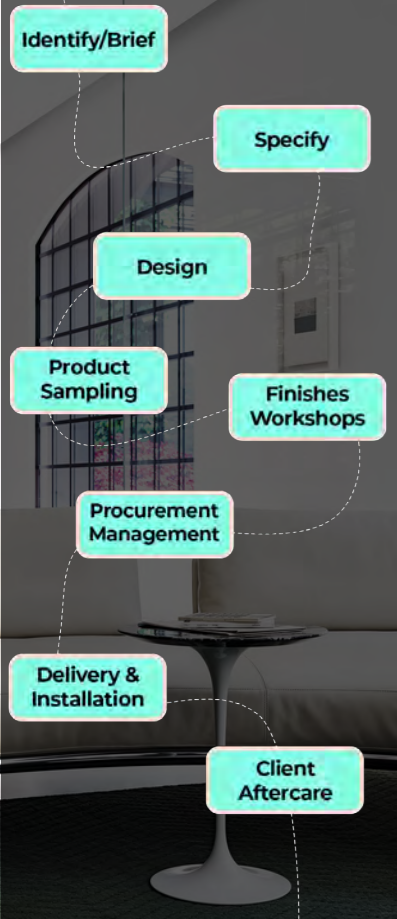 Identify/Brief
Specify
Design
Product
Sampling
Finishes
Workshops
Procurement
Management
Delivery &
Installation
Client
Aftercare